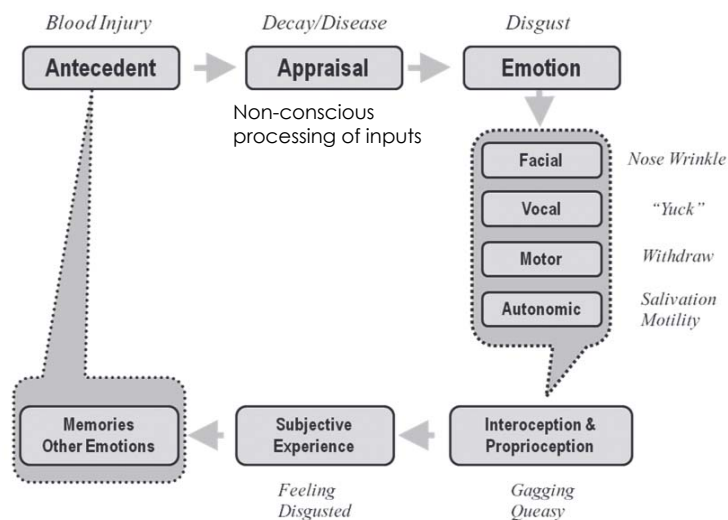 Blood Injury
Decay/Disease
Disgust
Antecedent
Appraisal
Emotion
Non-conscious
processing of inputs
Facial
Nose Wrinkle
Vocal
“Yuck”
Motor
Withdraw
Autonomic
Salivation
Motility
Memories
Other Emotions
Subjective
Experience
Interoception &
Proprioception
Feeling
Disgusted
Gagging
Queasy